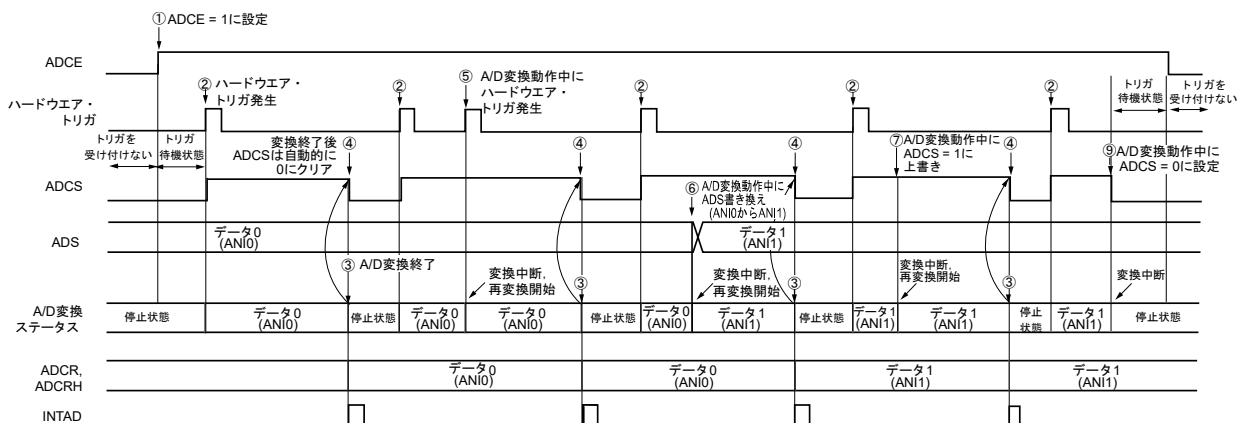 ①ADCE = 1に設定
ADCE
②ハードウエア・
トリガ発生
②
⑤ A/D変換動作中に
ハードウエア・
トリガ発生
②
②
②
トリガ
待機状態
トリガを
受け付けない
ハードウエア・
トリガ
トリガを
受け付けない
トリガ
待機状態
変換終了後
ADCSは自動的に
0にクリア
④
④
④
⑦A/D変換動作中に
ADCS = 1に
上書き
④
⑨A/D変換動作中に
ADCS = 0に設定
ADCS
⑥ A/D変換動作中に
ADS書き換え
(ANI0からANI1)
ADS
データ0
(ANI0)
データ1
(ANI1)
③ A/D変換終了
変換中断,
再変換開始
③
変換中断,
再変換開始
③
変換中断,
再変換開始
③
変換中断
A/D変換
ステータス
停止状態
データ0
(ANI0)
停止状態
データ0
(ANI0)
データ0
(ANI0)
停止状態
データ0
(ANI0)
データ1
(ANI1)
停止状態
データ1
(ANI1)
データ1
(ANI1)
停止
状態
データ1
(ANI1)
停止状態
ADCR,
ADCRH
データ0
(ANI0)
データ0
(ANI0)
データ1
(ANI1)
データ1
(ANI1)
INTAD